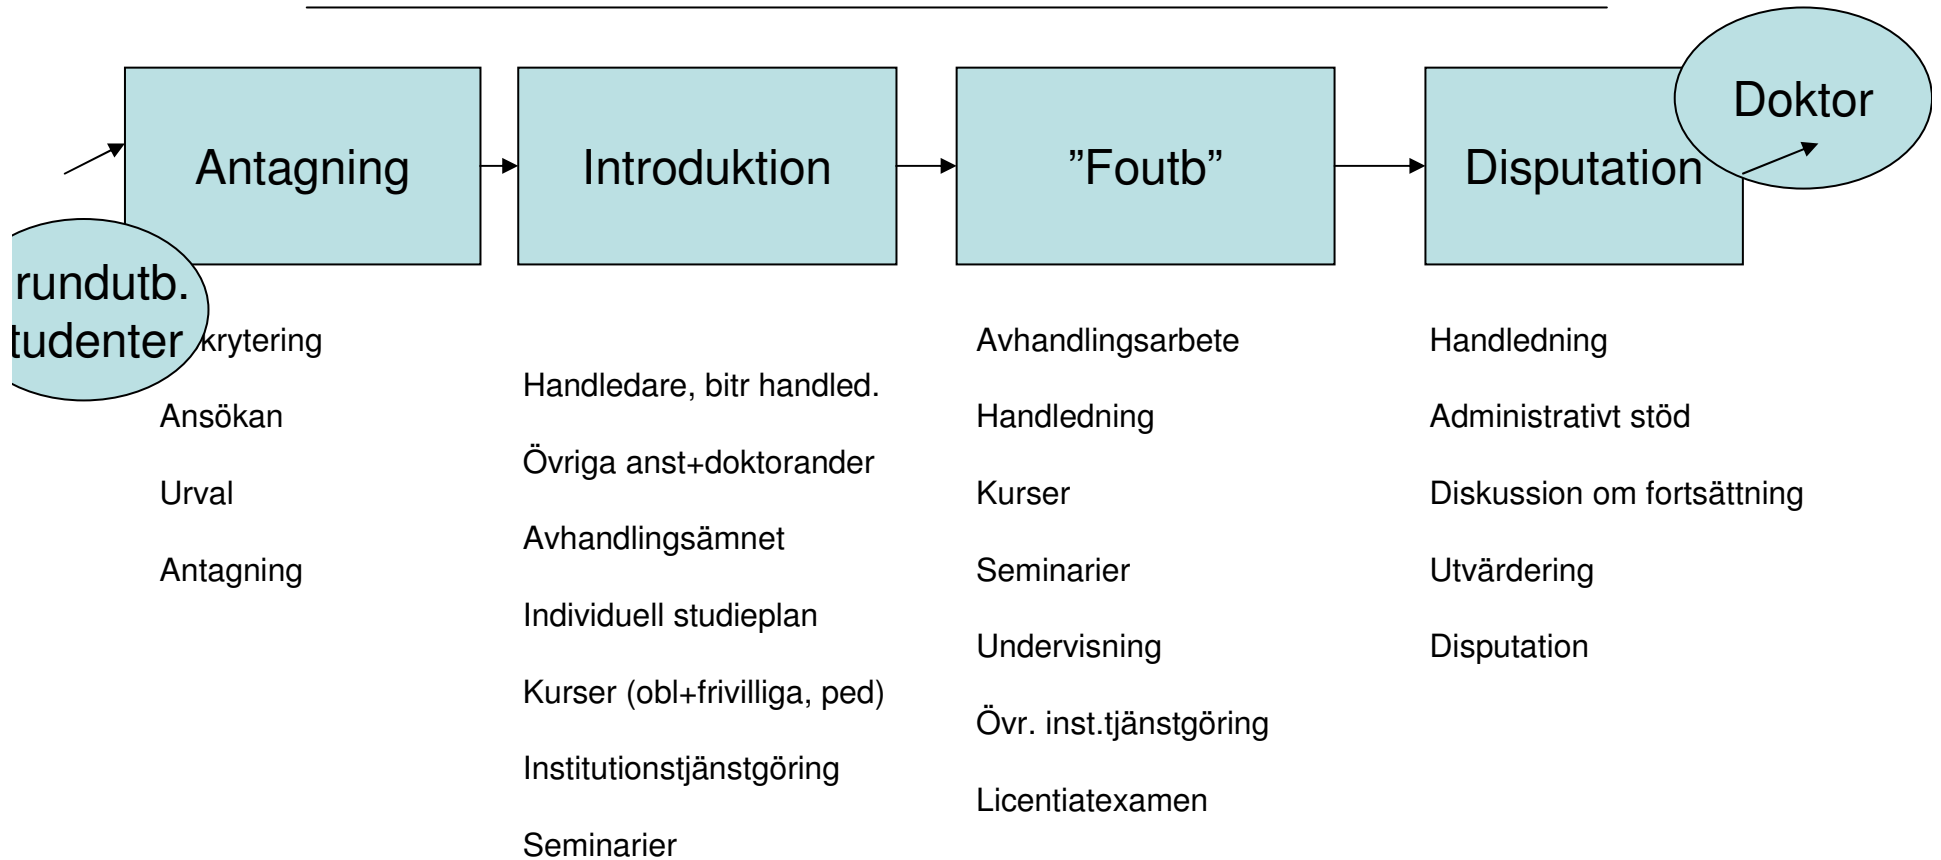 Doktor
Antagning
Introduktion
”Foutb”
Disputation
rundutb.
tudenter
krytering
Ansökan
Urval
Antagning
Handledare, bitr handled.
Övriga anst+doktorander
Avhandlingsämnet
Individuell studieplan
Kurser (obl+frivilliga, ped)
Institutionstjänstgöring
Seminarier
Avhandlingsarbete
Handledning
Kurser
Seminarier
Undervisning
Övr. inst.tjänstgöring
Licentiatexamen
Handledning
Administrativt stöd
Diskussion om fortsättning
Utvärdering
Disputation